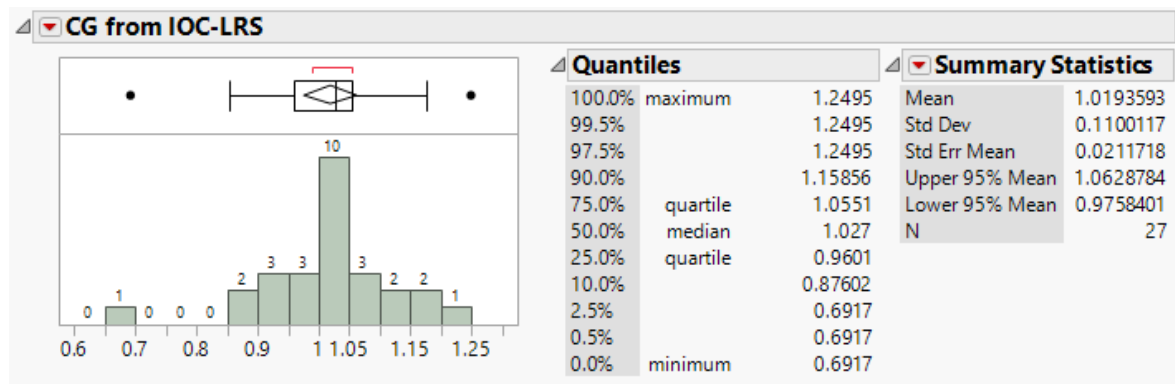 CG from IOC-LRS
10
3 3 3
2 2 2
1 1
0 0 0 0
0.6 0.7 0.8 0.9 1 1.05 1.15 1.25
Quantiles
100.0% maximum 1.2495
99.5% 1.2495
97.5% 1.2495
90.0% 1.15856
75.0% quartile 1.0551
50.0% median 1.027
25.0% quartile 0.9601
10.0% 0.87602
2.5% 0.6917
0.5% 0.6917
0.0% minimum 0.6917
Summary Statistics
Mean 1.0193593
Std Dev 0.1100117
Std Err Mean 0.0211718
Upper 95% Mean 1.0628784
Lower 95% Mean 0.9758401
N 27